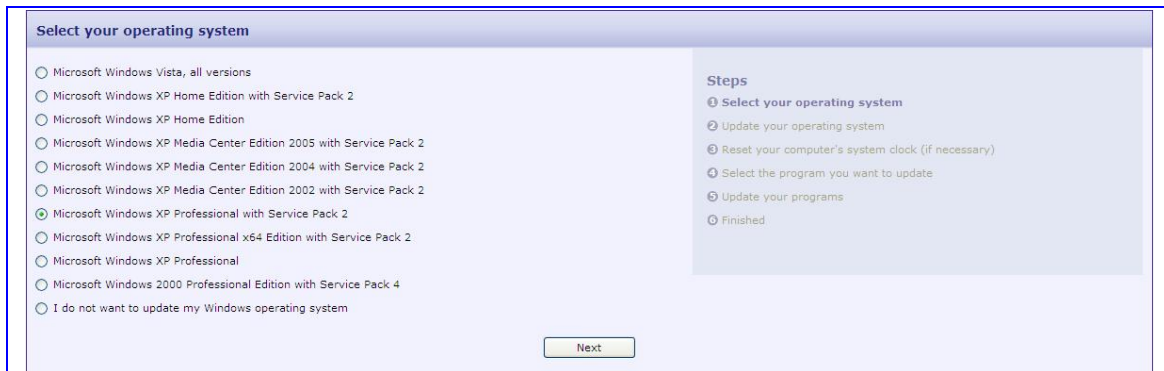 Select your operating system
Microsoft Windows Vista, all versions
Microsoft Windows XP Home Edition with Service Pack 2
Microsoft Windows XP Home Edition
Microsoft Windows XP Media Center Edition 2005 with Service Pack 2
Microsoft Windows XP Media Center Edition 2004 with Service Pack 2
Microsoft Windows XP Media Center Edition 2002 with Service Pack 2
Microsoft Windows XP Professional with Service Pack 2
Microsoft Windows XP Professional x64 Edition with Service Pack 2
Microsoft Windows XP Professional
Microsoft Windows 2000 Professional Edition with Service Pack 4
I do not want to update my Windows operating system
Steps
1 Select your operating system
2 Update your operating system
3 Reset your computer's system clock (if necessary)
4 Select the program you want to update
5 Update your programs
6 Finished
Next